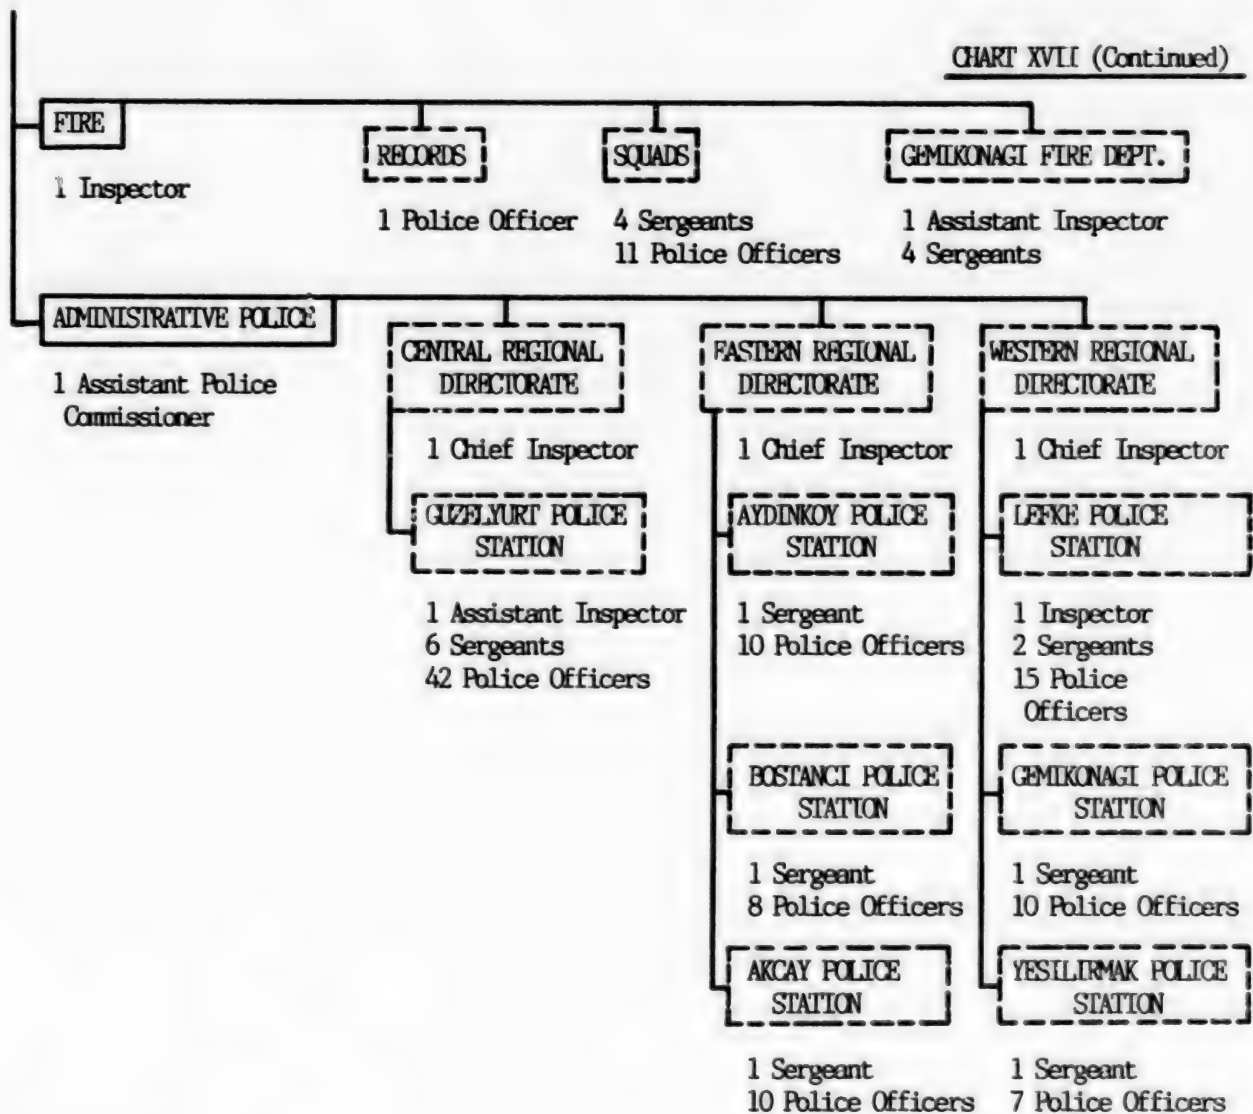 CHART XVII (Continued)
FIRE
1 Inspector
RECORDS
1 Police Officer
SQUADS
4 Sergeants
11 Police Officers
GEMIKONAGI FIRE DEPT.
1 Assistant Inspector
4 Sergeants
ADMINISTRATIVE POLICE
1 Assistant Police
Commissioner
CENTRAL REGIONAL
DIRECTORATE
1 Chief Inspector
GUZELYURT POLICE
STATION
1 Assistant Inspector
6 Sergeants
42 Police Officers
EASTERN REGIONAL
DIRECTORATE
1 Chief Inspector
AYDINKOY POLICE
STATION
1 Sergeant
10 Police Officers
BOSTANCI POLICE
STATION
1 Sergeant
8 Police Officers
AKCAY POLICE
STATION
1 Sergeant
10 Police Officers
WESTERN REGIONAL
DIRECTORATE
1 Chief Inspector
LEFKE POLICE
STATION
1 Inspector
2 Sergeants
15 Police
Officers
GEMIKONAGI POLICE
STATION
1 Sergeant
10 Police Officers
YESILIRMAK POLICE
STATION
1 Sergeant
7 Police Officers